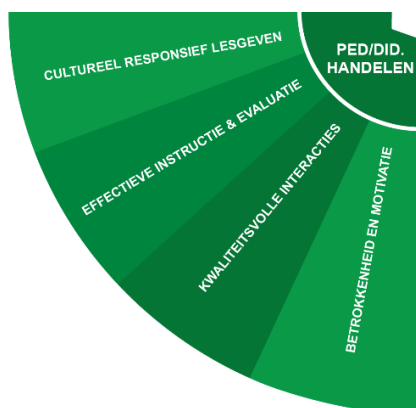 PED/DID.
HANDELEN
CULTUREEL RESPONSIEF LESGEVEN
EFFECTIEVE INSTRUCTIE & EVALUATIE
KWALITEITSVOLLE INTERACTIES
BETROKKENHEID EN MOTIVATIE